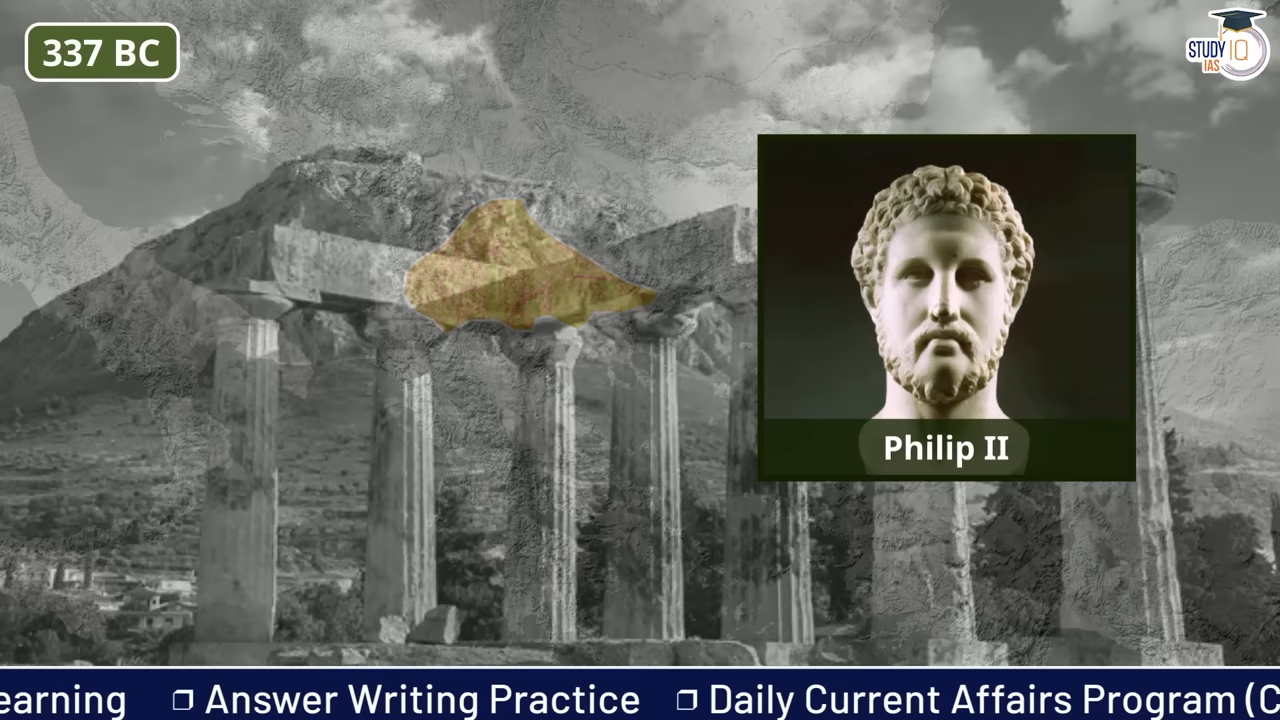 337 BC
STUDY IQ
IAS
Philip II
earning ❐ Answer Writing Practice ❐ Daily Current Affairs Program (C